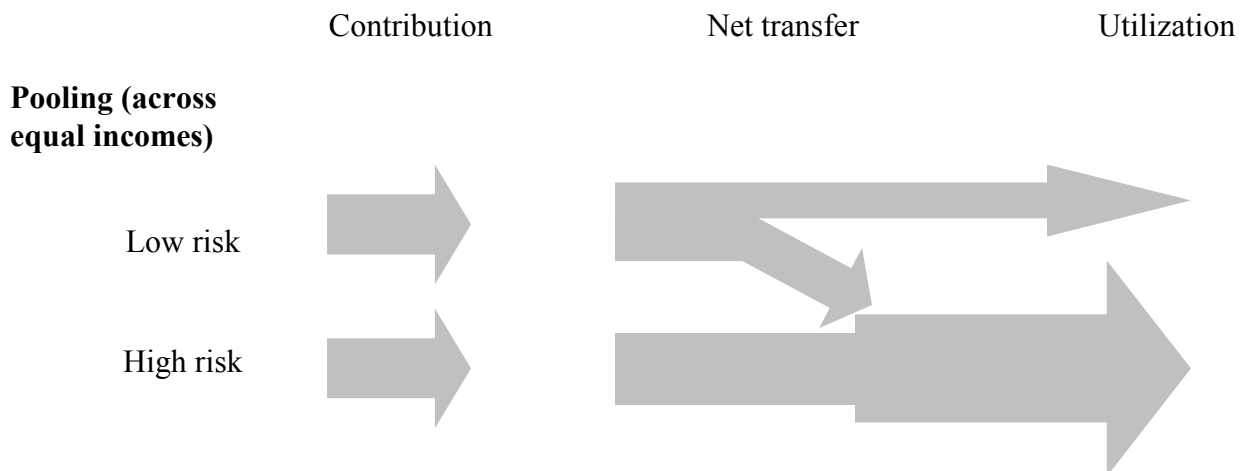 Contribution Net transfer Utilization
Pooling (across
equal incomes)
Low risk
High risk